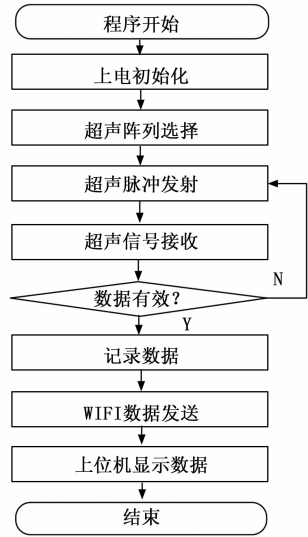 程序开始
上电初始化
超声阵列选择
超声脉冲发射
超声信号接收
数据有效?
N
Y
记录数据
WIFI数据发送
上位机显示数据
结束